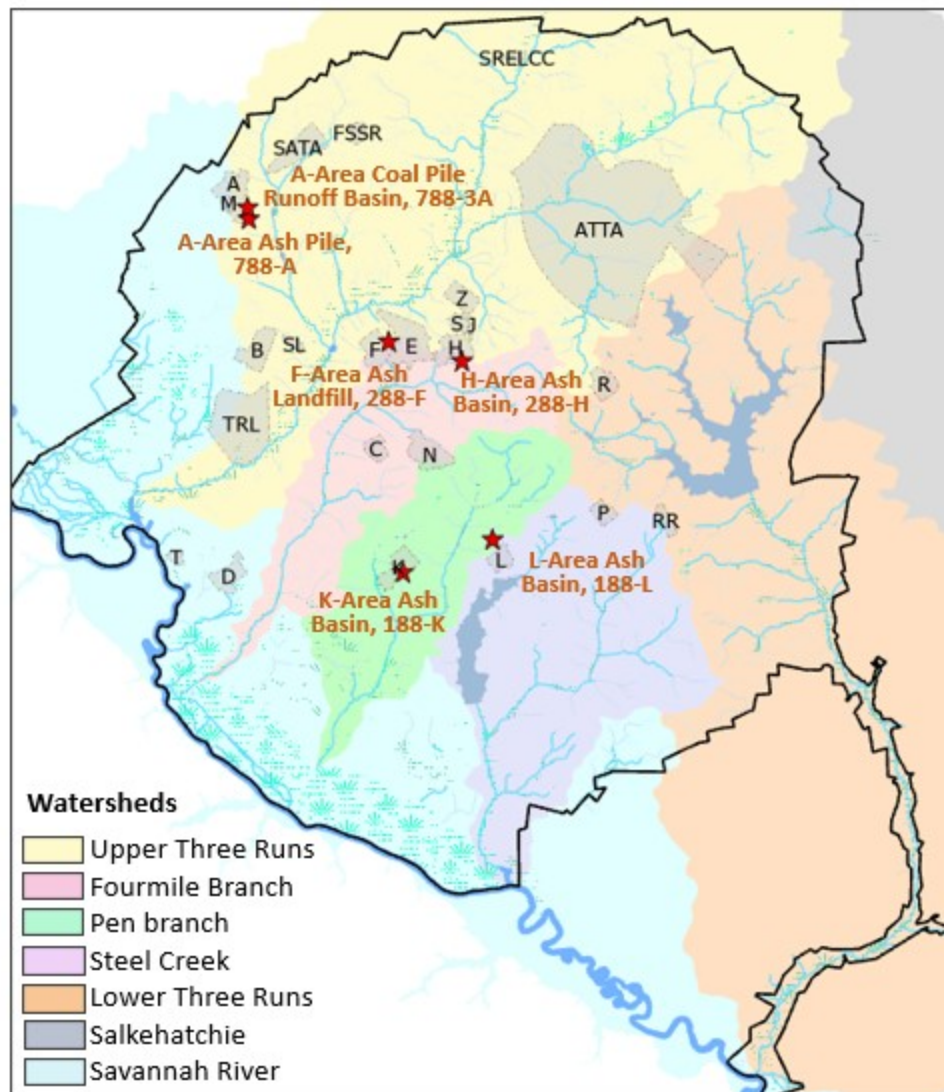 SRELCC
FSSR
SATA
A-Area Coal Pile
Runoff Basin, 788-3A
A
M
A-Area Ash Pile,
788-A
ATTA
Z
S J
F E H
B SL
F-Area Ash
Landfill, 288-F
H-Area Ash
Basin, 288-H
R
TRL
C N
P RR
T D
K L
L-Area Ash
Basin, 188-L
K-Area Ash
Basin, 188-K
Watersheds
Upper Three Runs
Fourmile Branch
Pen branch
Steel Creek
Lower Three Runs
Salkehatchie
Savannah River